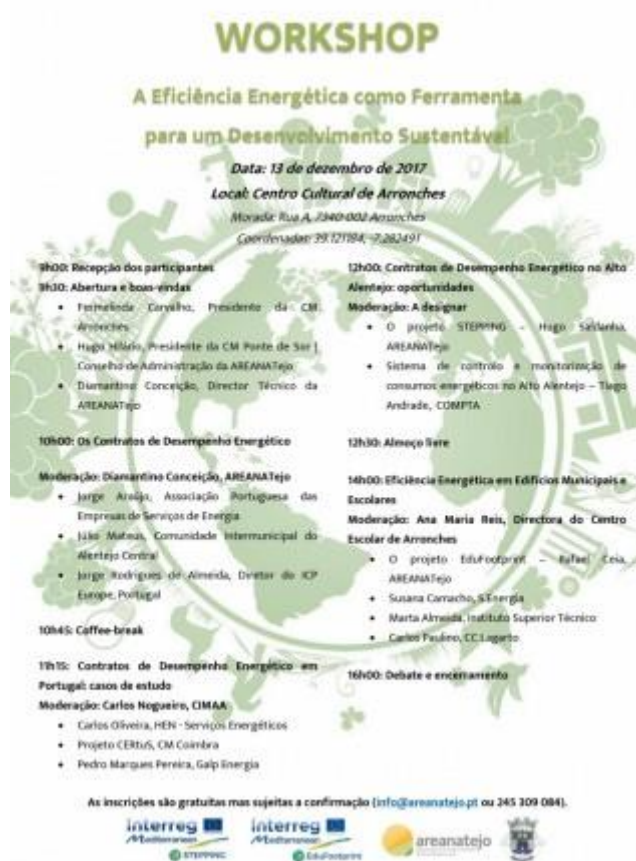 WORKSHOP
A Eficiência Energética como Ferramenta
para um Desenvolvimento Sustentável
Data: 13 de dezembro de 2017
Local: Centro Cultural de Arronches
Morada: Rua A, 7340-002 Arronches
Coordenadas: 39.121184, -7.282491
9h00: Recepção dos participantes
9h30: Abertura e boas-vindas
• Fermelinda Carvalho, Presidente da CM
Arronches
• Hugo Hilário, Presidente da CM Ponte de Sor |
Conselho de Administração da AREANATejo
• Diamantino Conceição, Director Técnico da
AREANATejo
10h00: Os Contratos de Desempenho Energético
Moderação: Diamantino Conceição, AREANATejo
• Jorge Araújo, Associação Portuguesa das
Empresas de Serviços de Energia
• Júlio Mateus, Comunidade Intermunicipal do
Alentejo Central
• Jorge Rodrigues de Almeida, Diretor do ICP
Europe, Portugal
10h45: Coffee-break
11h15: Contratos de Desempenho Energético em
Portugal: casos de estudo
Moderação: Carlos Nogueiro, CIMAA
• Carlos Oliveira, HEN - Serviços Energéticos
• Projeto CERtuS, CM Coimbra
• Pedro Marques Pereira, Galp Energia
12h00: Contratos de Desempenho Energético no Alto
Alentejo: oportunidades
Moderação: A designar
• O projeto STEPPING – Hugo Saldanha,
AREANATejo
• Sistema de controlo e monitorização de
consumos energéticos no Alto Alentejo – Tiago
Andrade, COMPTA
12h30: Almoço livre
14h00: Eficiência Energética em Edifícios Municipais e
Escolares
Moderação: Ana Maria Reis, Directora do Centro
Escolar de Arronches
• O projeto EduFootprint – Rafael Ceia,
AREANATejo
• Susana Camacho, S.Energia
• Marta Almeida, Instituto Superior Técnico
• Carlos Paulino, CC Lagarto
16h00: Debate e encerramento
As inscrições são gratuitas mas sujeitas a confirmação (info@areanatejo.pt ou 245 309 084).
Interreg
Mediterranean
STEPPING
Interreg
Mediterranean
EduFootprint
areanatejo